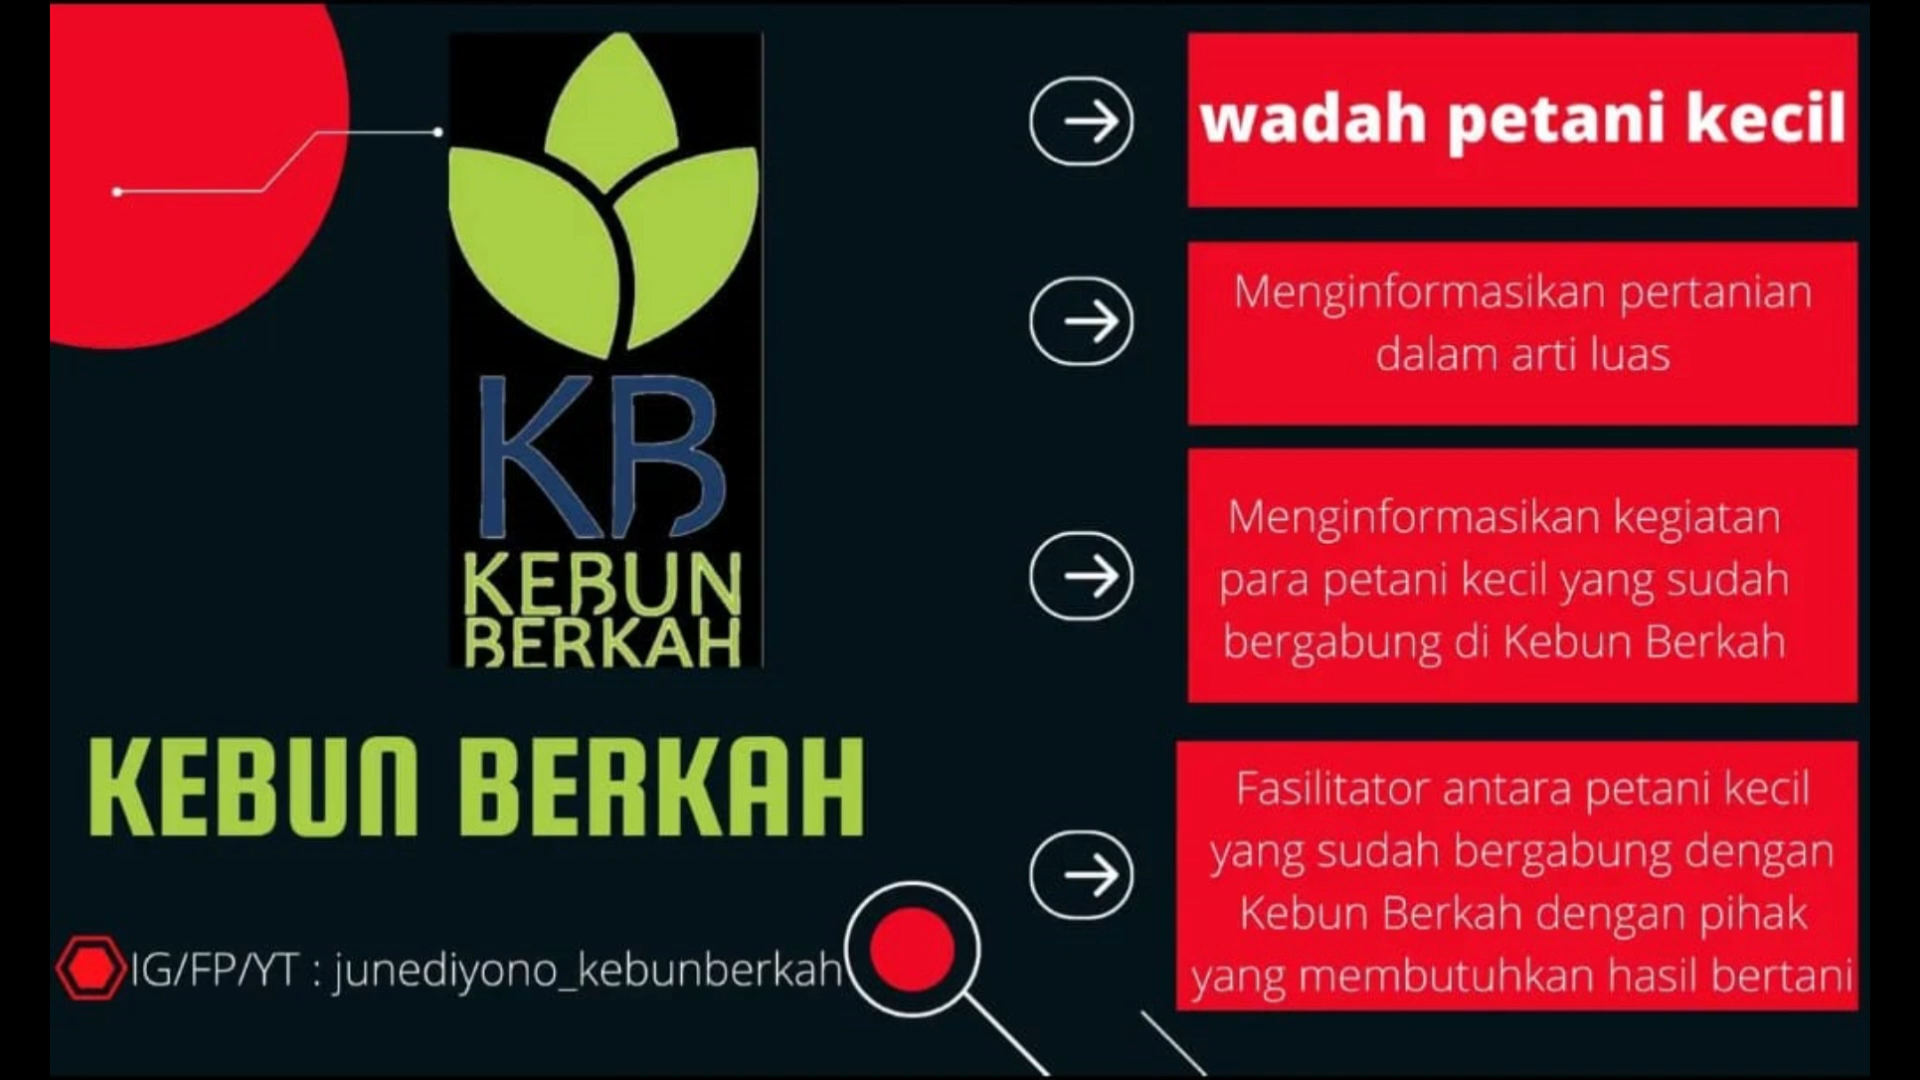 KB
KEBUN
BERKAH
KEBUN BERKAH
IG/FP/YT : junediyono_kebunberkah
wadah petani kecil
Menginformasikan pertanian
dalam arti luas
Menginformasikan kegiatan
para petani kecil yang sudah
bergabung di Kebun Berkah
Fasilitator antara petani kecil
yang sudah bergabung dengan
Kebun Berkah dengan pihak
yang membutuhkan hasil bertani